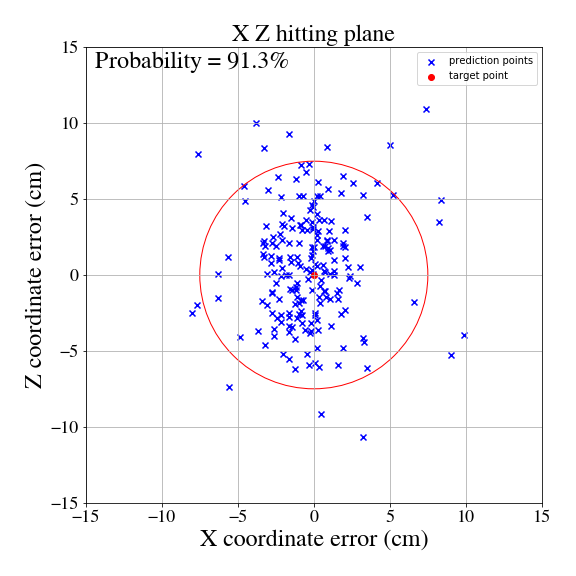 X Z hitting plane
Probability = 91.3%
prediction points
target point
15
10
5
0
−5
−10
−15
−15
−10
−5
0
5
10
15
Z coordinate error (cm)
X coordinate error (cm)